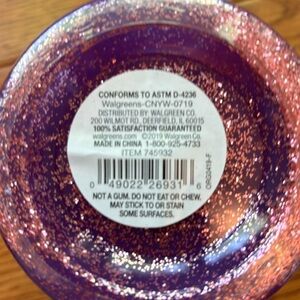 CONFORMS TO ASTM D-4236
Walgreens-CNYW-0719
DISTRIBUTED BY: WALGREEN CO.
200 WILMOT RD., DEERFIELD, IL 60015
100% SATISFACTION GUARANTEED
walgreens.com ©2019 Walgreen Co.
MADE IN CHINA 1-800-925-4733
ITEM 745932
0 49022 26931 6
ORG02419-F
NOT A GUM. DO NOT EAT OR CHEW.
MAY STICK TO OR STAIN
SOME SURFACES.